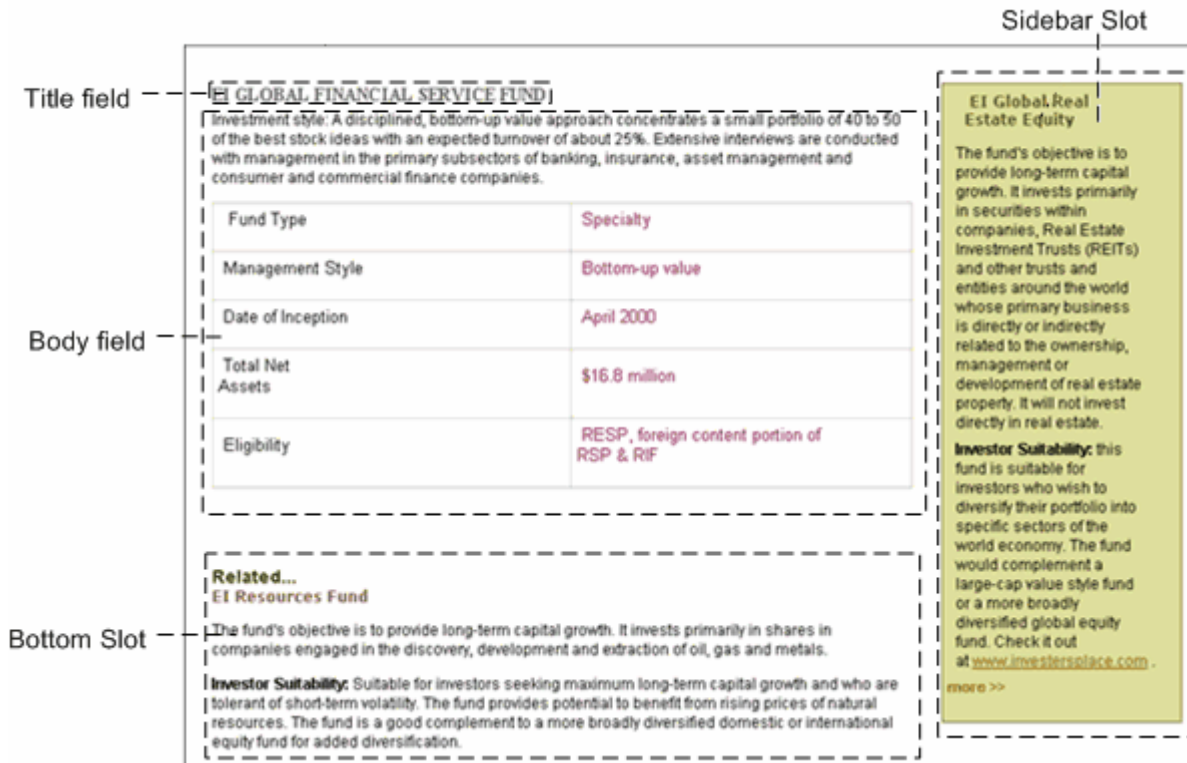 Sidebar Slot
Title field
EI GLOBAL FINANCIAL SERVICE FUND
Investment style: A disciplined, bottom-up value approach concentrates a small portfolio of 40 to 50
of the best stock ideas with an expected turnover of about 25%. Extensive interviews are conducted
with management in the primary subsectors of banking, insurance, asset management and
consumer and commercial finance companies.
Fund Type
Specialty
Management Style
Bottom-up value
Date of Inception
April 2000
Body field
Total Net
Assets
$16.8 million
Eligibility
RESP, foreign content portion of
RSP & RIF
Bottom Slot
Related...
EI Resources Fund
The fund's objective is to provide long-term capital growth. It invests primarily in shares in
companies engaged in the discovery, development and extraction of oil, gas and metals.
Investor Suitability: Suitable for investors seeking maximum long-term capital growth and who are
tolerant of short-term volatility. The fund provides potential to benefit from rising prices of natural
resources. The fund is a good complement to a more broadly diversified domestic or international
equity fund for added diversification.
EI Global Real
Estate Equity
The fund's objective is to
provide long-term capital
growth. It invests primarily
in securities within
companies, Real Estate
Investment Trusts (REITs)
and other trusts and
entities around the world
whose primary business
is directly or indirectly
related to the ownership,
management or
development of real estate
property. It will not invest
directly in real estate.
Investor Suitability: this
fund is suitable for
investors who wish to
diversify their portfolio into
specific sectors of the
world economy. The fund
would complement a
large-cap value style fund
or a more broadly
diversified global equity
fund. Check it out
at www.investersplace.com .
more >>